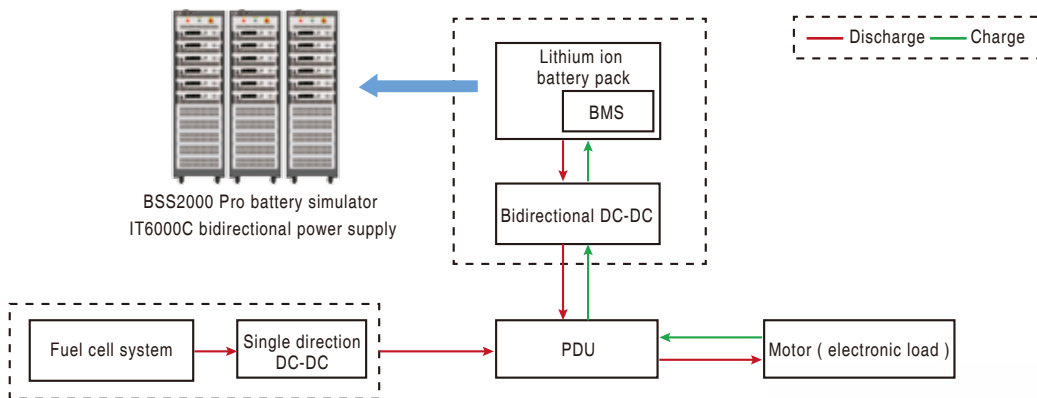 Discharge
Charge
Lithium ion
battery pack
BMS
BSS2000 Pro battery simulator
IT6000C bidirectional power supply
Bidirectional DC-DC
Fuel cell system
Single direction
DC-DC
PDU
Motor ( electronic load )